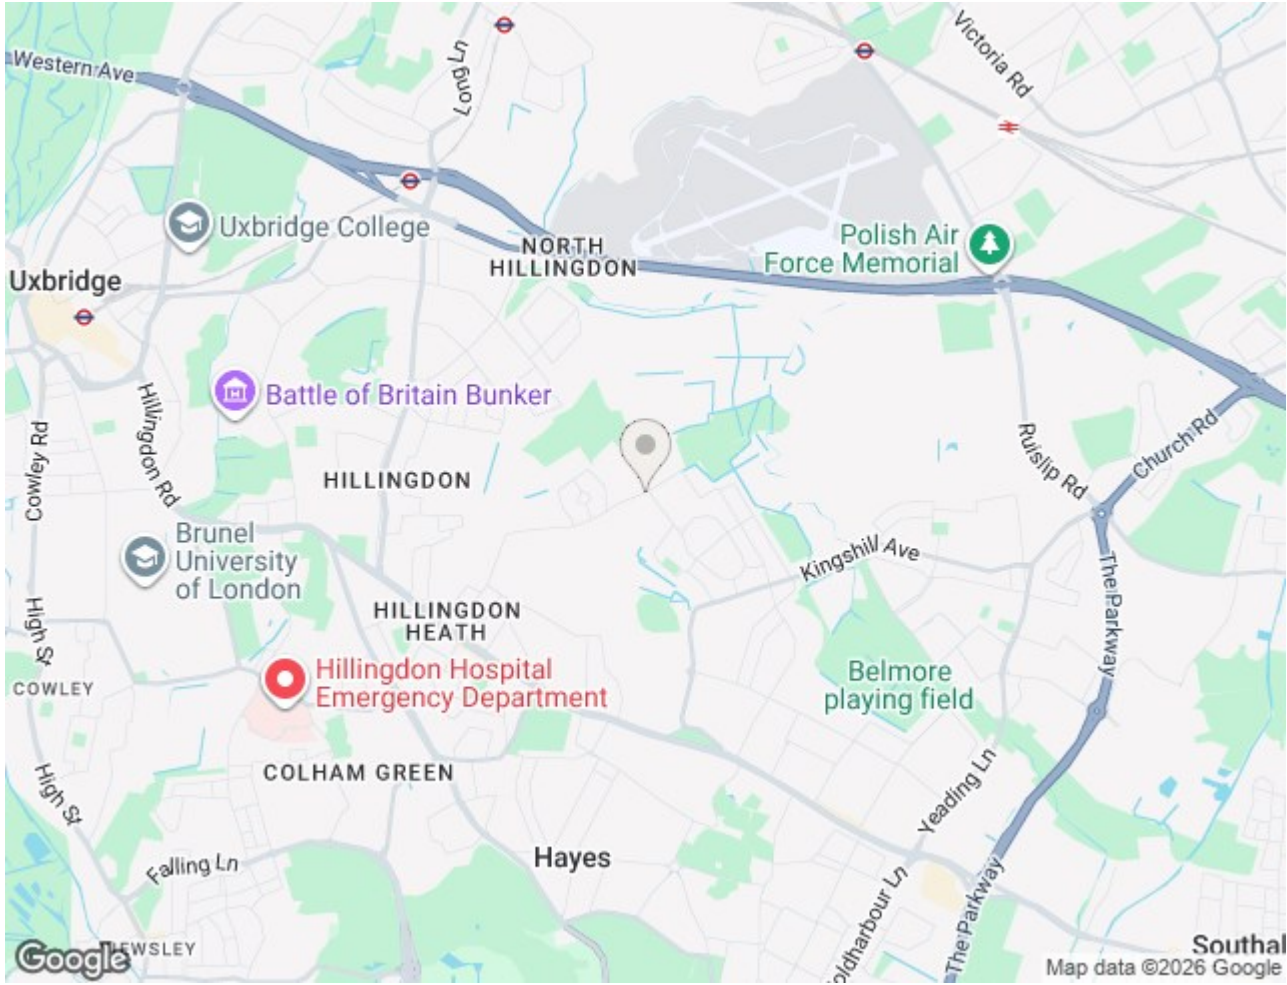 Western Ave
Long Ln
Victoria Rd
Uxbridge College
NORTH
HILLINGDON
Polish Air
Force Memorial
Uxbridge
Battle of Britain Bunker
Hillingdon Rd
Cowley Rd
HILLINGDON
Ruislip Rd
Church Rd
Brunel
University
of London
Kingshill Ave
The Parkway
High St
HILLINGDON
HEATH
Hillingdon Hospital
Emergency Department
COWLEY
Belmore
playing field
COLHAM GREEN
High St
Yeading Ln
Falling Ln
Hayes
oldharbour Ln
The Parkway
IEWSLEY
Southal
Google
Map data ©2026 Google